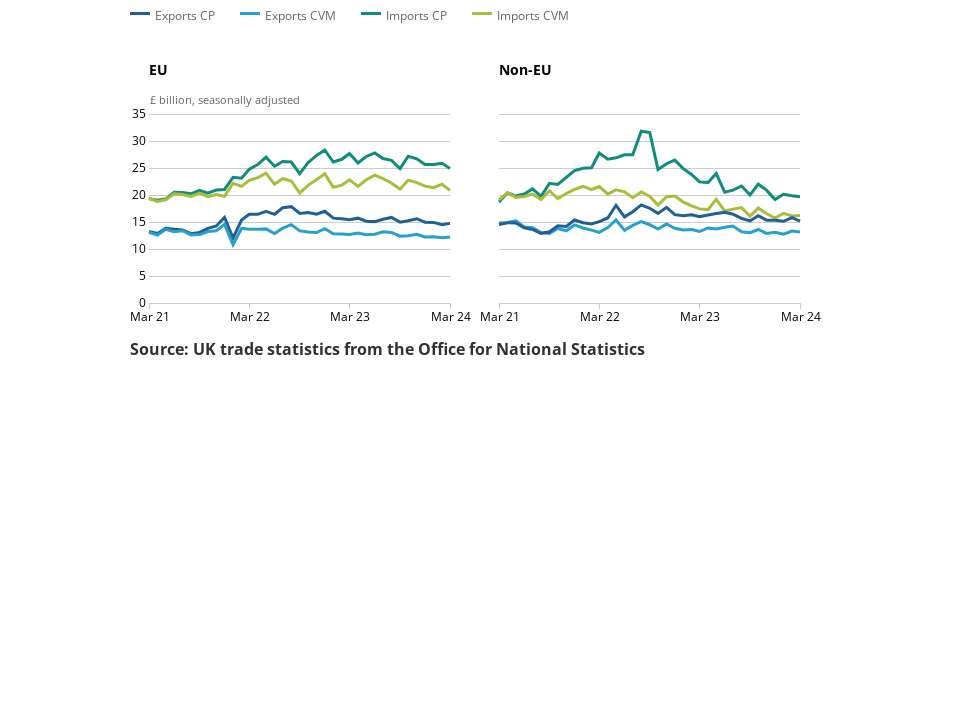 Exports CP Exports CVM Imports CP Imports CVM
EU Non-EU
£ billion, seasonally adjusted
35
30
25
20
15
10
5
0
Mar 21 Mar 22 Mar 23 Mar 24 Mar 21 Mar 22 Mar 23 Mar 24
Source: UK trade statistics from the Office for National Statistics